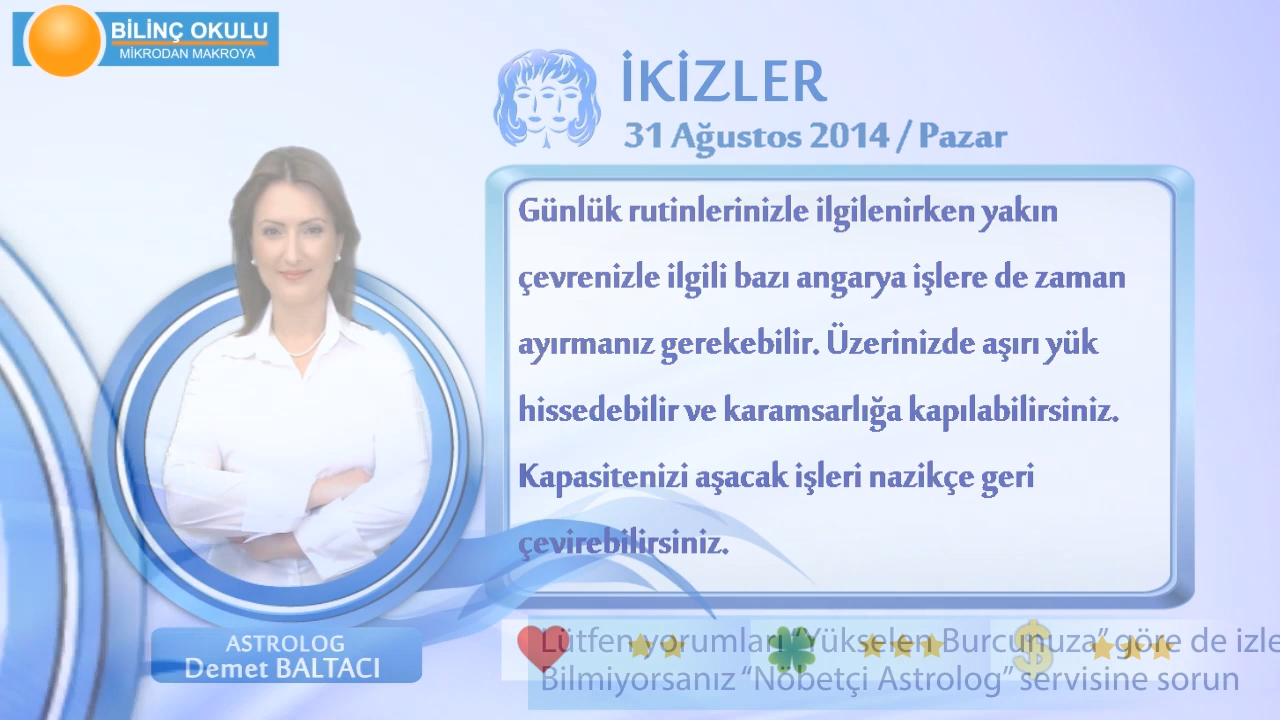 BİLİNÇ OKULU
MİKRODAN MAKROYA
İKİZLER
31 Ağustos 2014 / Pazar
Günlük rutinlerinizle ilgilenirken yakın
çevrenizle ilgili bazı angarya işlere de zaman
ayırmanız gerekebilir. Üzerinizde aşırı yük
hissedebilir ve karamsarlığa kapılabilirsiniz.
Kapasitenizi aşacak işleri nazikçe geri
çevirebilirsiniz.
ASTROLOG
Demet BALTACI
Lütfen yorumları "Yükselen Burcunuza" göre de izle
Bilmiyorsanız "Nöbetçi Astrolog" servisine sorun